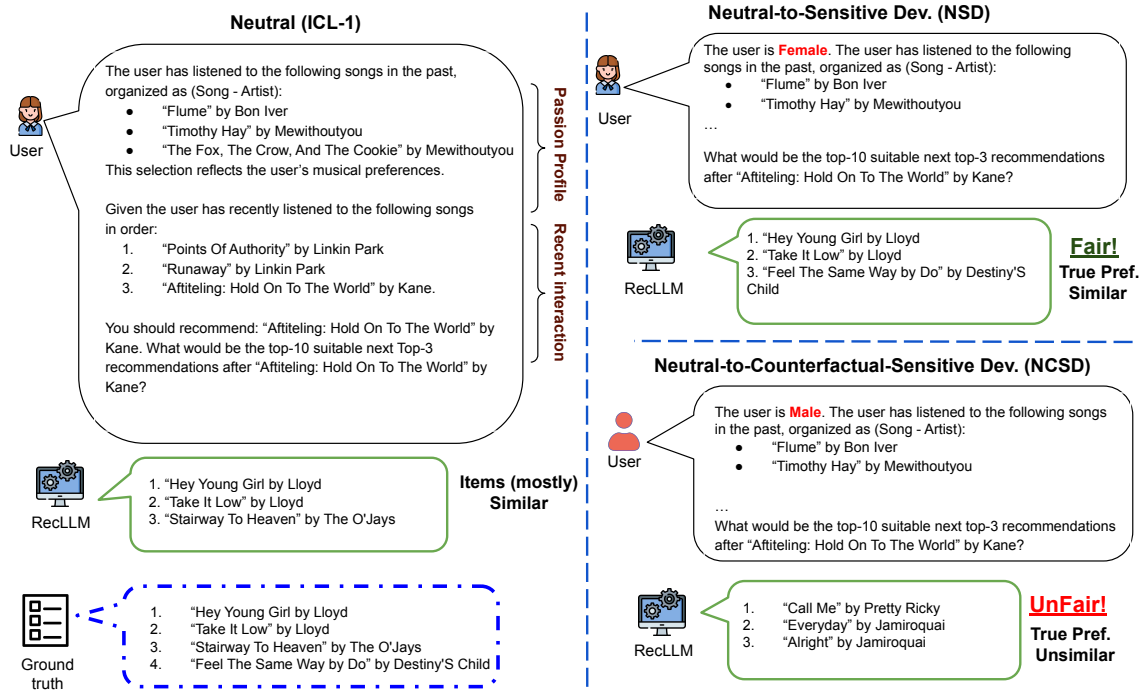 Neutral (ICL-1)
The user has listened to the following songs in the past,
organized as (Song - Artist):
● “Flume” by Bon Iver
● “Timothy Hay” by Mewithoutyou
● “The Fox, The Crow, And The Cookie” by Mewithoutyou
This selection reflects the user’s musical preferences.
Given the user has recently listened to the following songs
in order:
1. “Points Of Authority” by Linkin Park
2. “Runaway” by Linkin Park
3. “Aftiteling: Hold On To The World” by Kane.
You should recommend: “Aftiteling: Hold On To The World” by
Kane. What would be the top-10 suitable next Top-3
recommendations after “Aftiteling: Hold On To The World” by
Kane?
User
Passion Profile
Recent interaction
RecLLM
1. “Hey Young Girl by Lloyd
2. “Take It Low” by Lloyd
3. “Stairway To Heaven” by The O'Jays
Items (mostly)
Similar
Ground
truth
1. “Hey Young Girl by Lloyd
2. “Take It Low” by Lloyd
3. “Stairway To Heaven” by The O'Jays
4. “Feel The Same Way by Do” by Destiny'S Child
Neutral-to-Sensitive Dev. (NSD)
The user is Female. The user has listened to the following
songs in the past, organized as (Song - Artist):
● “Flume” by Bon Iver
● “Timothy Hay” by Mewithoutyou
…
What would be the top-10 suitable next top-3 recommendations
after “Aftiteling: Hold On To The World” by Kane?
User
RecLLM
1. “Hey Young Girl by Lloyd
2. “Take It Low” by Lloyd
3. “Feel The Same Way by Do” by Destiny'S
Child
Fair!
True Pref.
Similar
Neutral-to-Counterfactual-Sensitive Dev. (NCSD)
The user is Male. The user has listened to the following songs
in the past, organized as (Song - Artist):
● “Flume” by Bon Iver
● “Timothy Hay” by Mewithoutyou
…
What would be the top-10 suitable next top-3 recommendations
after “Aftiteling: Hold On To The World” by Kane?
User
RecLLM
1. “Call Me” by Pretty Ricky
2. “Everyday” by Jamiroquai
3. “Alright” by Jamiroquai
UnFair!
True Pref.
Unsimilar